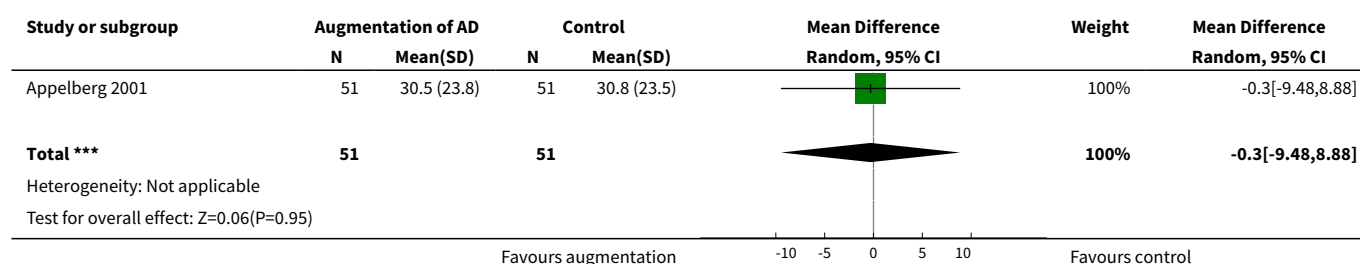 Study or subgroup Augmentation of AD Control Mean Difference Weight Mean Difference
N Mean(SD) N Mean(SD) Random, 95% CI Random, 95% CI
Appelberg 2001 51 30.5 (23.8) 51 30.8 (23.5) 100% -0.3[-9.48,8.88]
Total *** 51 51 100% -0.3[-9.48,8.88]
Heterogeneity: Not applicable
Test for overall effect: Z=0.06(P=0.95)
Favours augmentation -10 -5 0 5 10 Favours control